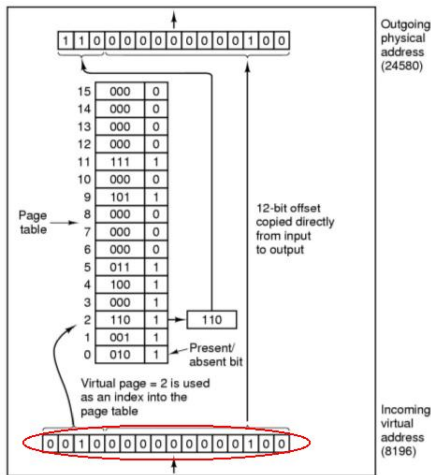 1 1 0 0 0 0 0 0 0 0 0 0 1 0 0
Outgoing
physical
address
(24580)
15 000 0
14 000 0
13 000 0
12 000 0
11 111 1
10 000 0
9 101 1
8 000 0
7 000 0
6 000 0
5 011 1
4 100 1
3 000 1
2 110 1 110
1 001 1
0 010 1
Page
table
12-bit offset
copied directly
from input
to output
Present/
absent bit
Virtual page = 2 is used
as an index into the
page table
0 0 1 0 0 0 0 0 0 0 0 0 0 1 0 0
Incoming
virtual
address
(8196)